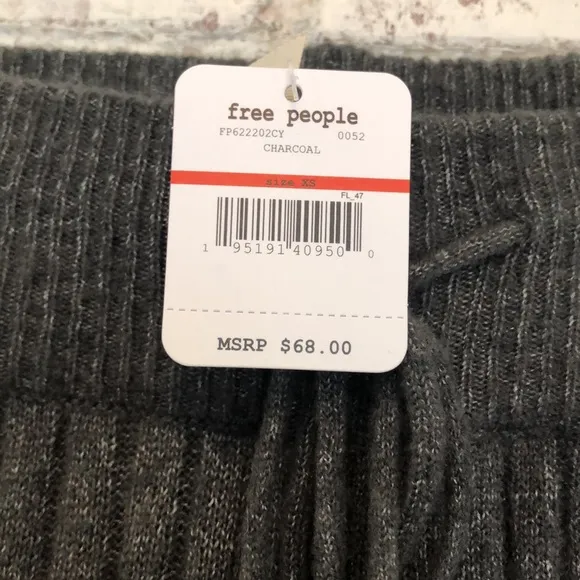 free people
FP622202CY 0052
CHARCOAL
size XS
FL_47
1 95191 40950 0
MSRP $68.00